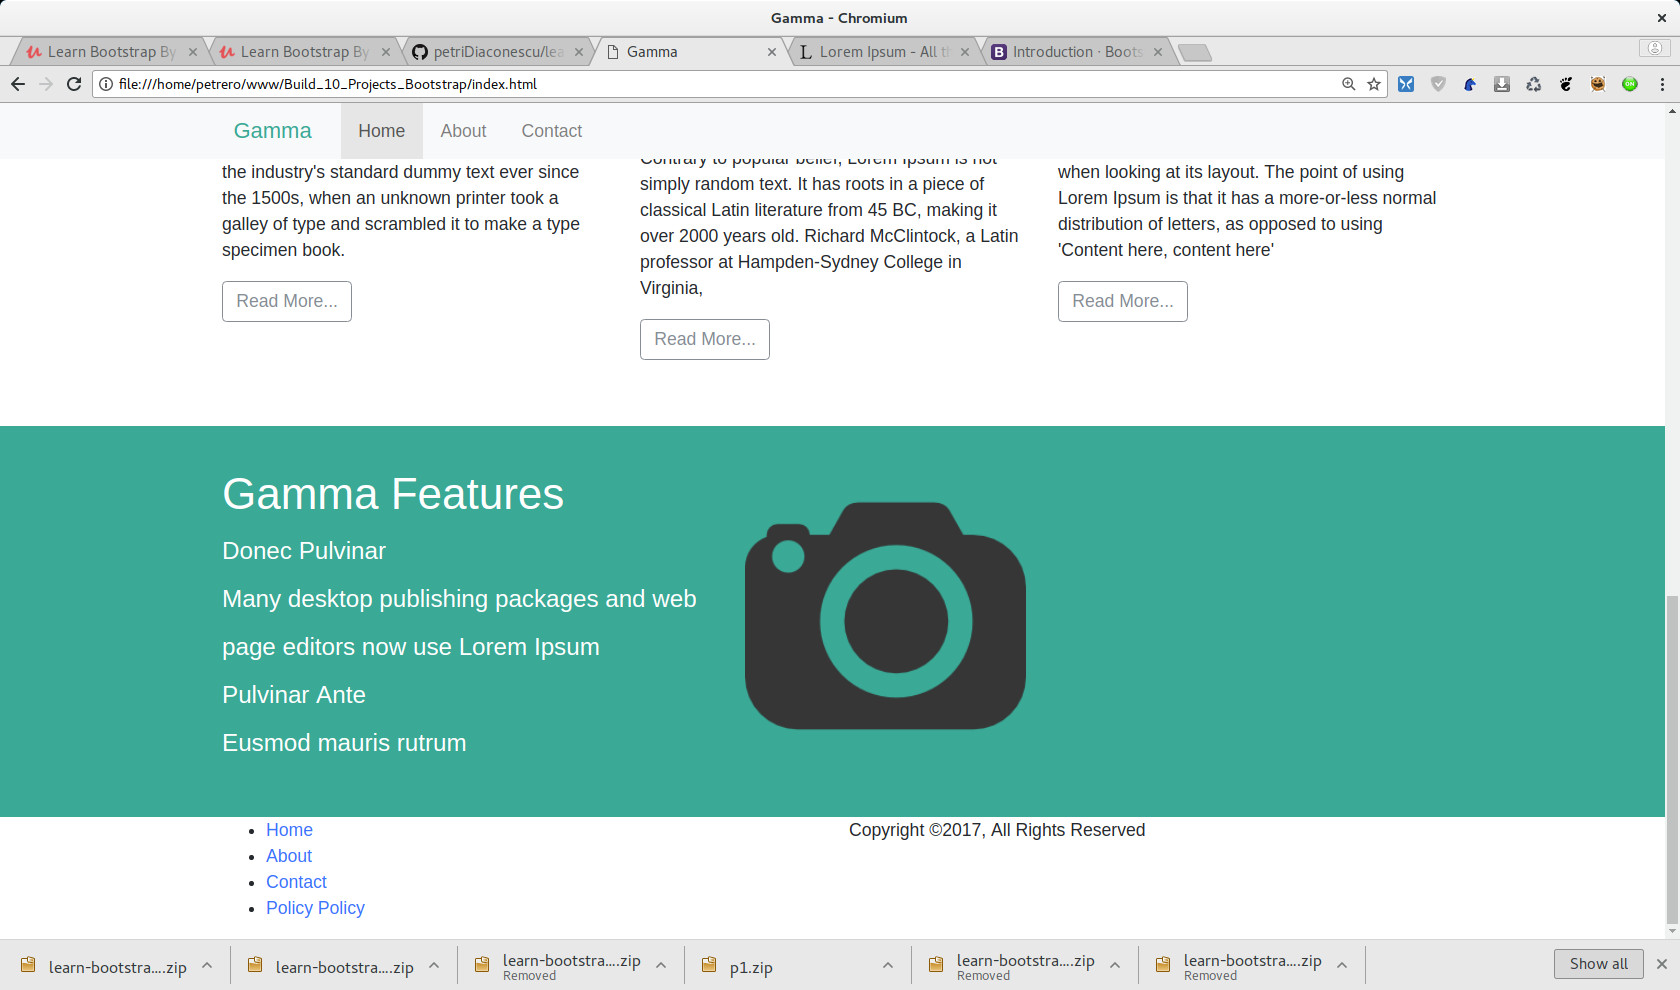 Gamma - Chromium
Learn Bootstrap By
Learn Bootstrap By
petriDiaconescu/lea
Gamma
Lorem Ipsum - All t
Introduction · Boots
file:///home/petrero/www/Build_10_Projects_Bootstrap/index.html
Gamma Home About Contact
the industry's standard dummy text ever since
the 1500s, when an unknown printer took a
galley of type and scrambled it to make a type
specimen book.
Read More...
Contrary to popular belief, Lorem Ipsum is not
simply random text. It has roots in a piece of
classical Latin literature from 45 BC, making it
over 2000 years old. Richard McClintock, a Latin
professor at Hampden-Sydney College in
Virginia,
Read More...
when looking at its layout. The point of using
Lorem Ipsum is that it has a more-or-less normal
distribution of letters, as opposed to using
'Content here, content here'
Read More...
Gamma Features
Donec Pulvinar
Many desktop publishing packages and web
page editors now use Lorem Ipsum
Pulvinar Ante
Eusmod mauris rutrum
Home
About
Contact
Policy Policy
Copyright ©2017, All Rights Reserved
learn-bootstra....zip
learn-bootstra....zip
learn-bootstra....zip
Removed
p1.zip
learn-bootstra....zip
Removed
learn-bootstra....zip
Removed
Show all